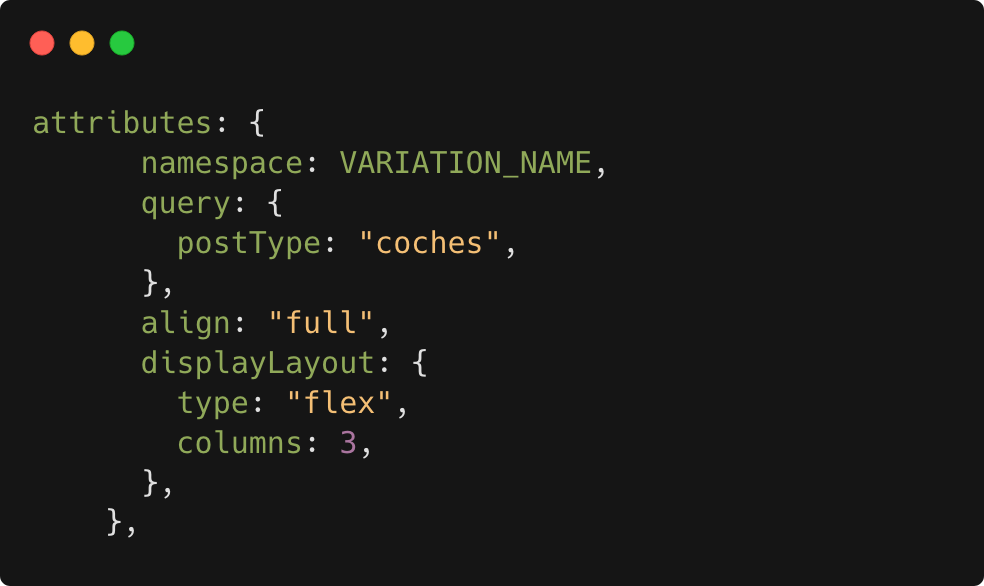 attributes: {
      namespace: VARIATION_NAME,
      query: {
        postType: "coches",
      },
      align: "full",
      displayLayout: {
        type: "flex",
        columns: 3,
      },
    },